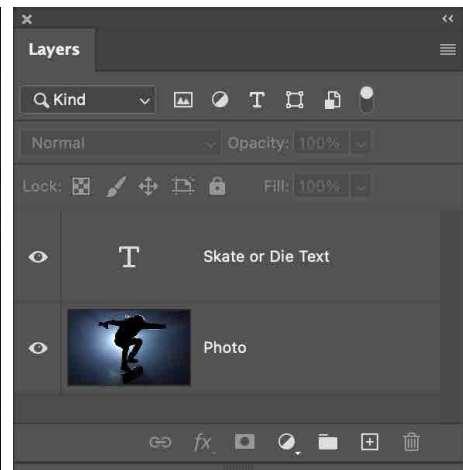 Layers
Kind
Normal Opacity: 100%
Lock: Fill: 100%
T Skate or Die Text
Photo
fx